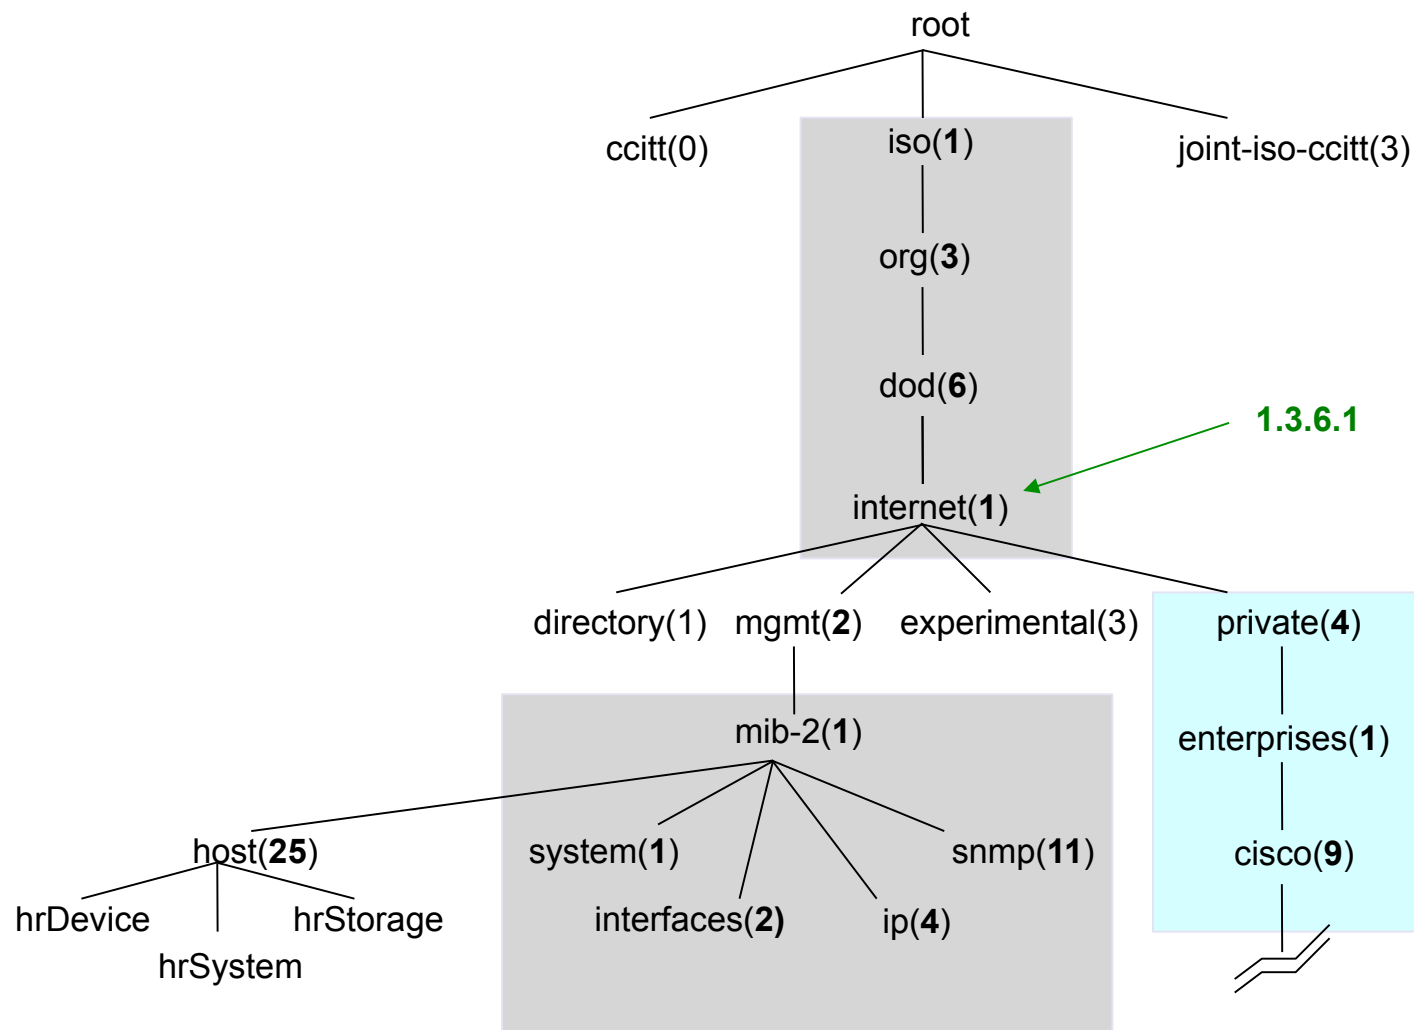 root
ccitt(0)
iso(1)
joint-iso-ccitt(3)
org(3)
dod(6)
1.3.6.1
internet(1)
directory(1)
mgmt(2)
experimental(3)
private(4)
mib-2(1)
enterprises(1)
host(25)
system(1)
snmp(11)
cisco(9)
hrDevice
hrStorage
interfaces(2)
ip(4)
hrSystem